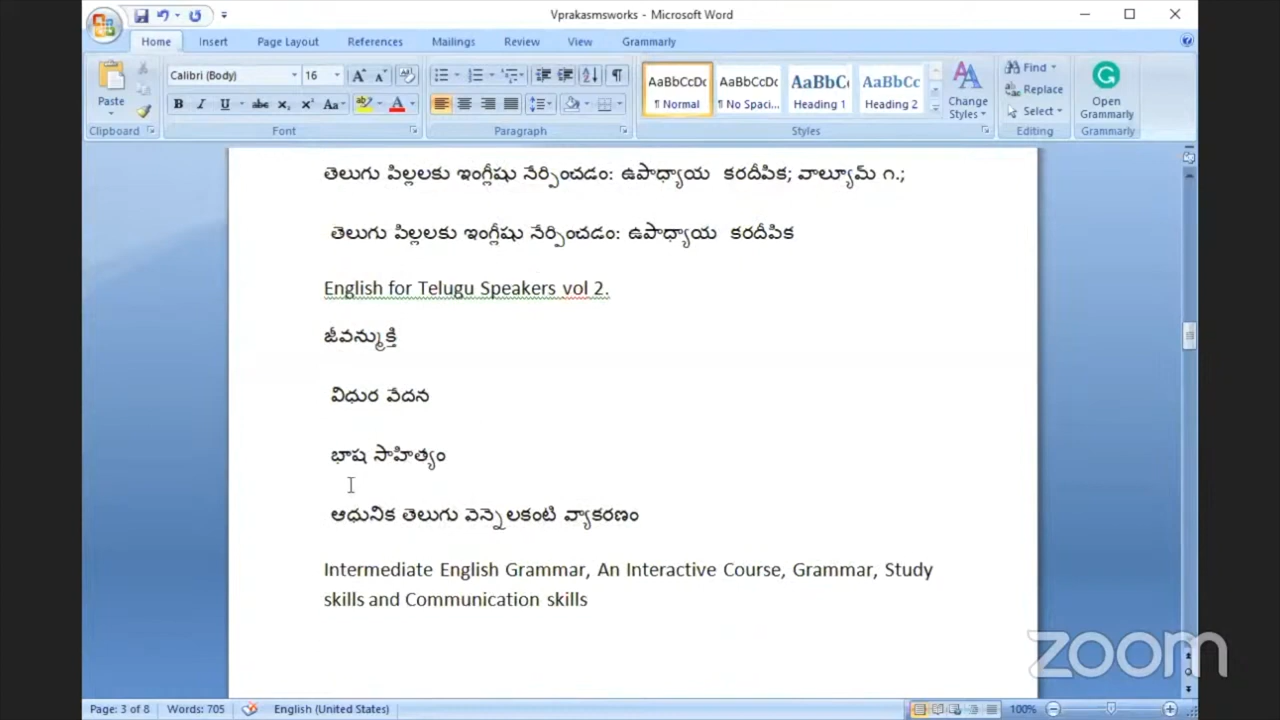 Vprakasmsworks - Microsoft Word
Home Insert Page Layout References Mailings Review View Grammarly
Paste
Clipboard
Calibri (Body) 16
B I U abc x₂ x² Aa A
Font
Paragraph
AaBbCcDc AaBbCcDc AaBbC AaBbCc
¶ Normal ¶ No Spaci... Heading 1 Heading 2
Change Styles
Styles
Find
Replace
Select
Editing
Open Grammarly
Grammarly
తెలుగు పిల్లలకు ఇంగ్లీషు నేర్పించడం: ఉపాధ్యాయ కరదీపిక; వాల్యూమ్ ౧.;
తెలుగు పిల్లలకు ఇంగ్లీషు నేర్పించడం: ఉపాధ్యాయ కరదీపిక
English for Telugu Speakers vol 2.
జీవన్ముక్తి
విధుర వేదన
భాష సాహిత్యం
ఆధునిక తెలుగు వెన్నెలకంటి వ్యాకరణం
Intermediate English Grammar, An Interactive Course, Grammar, Study
skills and Communication skills
zoom
Page: 3 of 8 Words: 705 English (United States) 100%